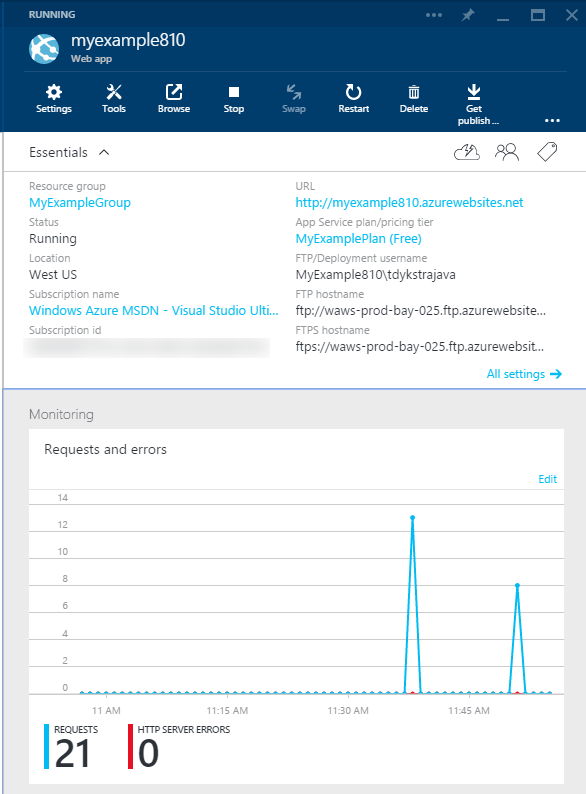 RUNNING
myexample810
Web app
Settings
Tools
Browse
Stop
Swap
Restart
Delete
Get
publish ...
Essentials
Resource group
MyExampleGroup
URL
http://myexample810.azurewebsites.net
Status
Running
App Service plan/pricing tier
MyExamplePlan (Free)
Location
West US
FTP/Deployment username
MyExample810\tdykstrajava
Subscription name
Windows Azure MSDN - Visual Studio Ulti...
FTP hostname
ftp://waws-prod-bay-025.ftp.azurewebsite...
Subscription id
FTPS hostname
ftps://waws-prod-bay-025.ftp.azurewebsit...
All settings
Monitoring
Requests and errors
Edit
14
12
10
8
6
4
2
0
11 AM
11:15 AM
11:30 AM
11:45 AM
REQUESTS
21
HTTP SERVER ERRORS
0